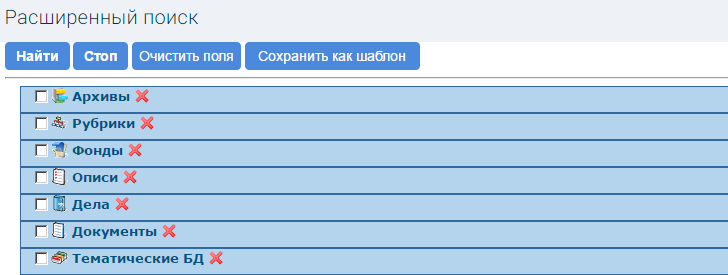 Расширенный поиск
Найти Стоп Очистить поля Сохранить как шаблон
Архивы
Рубрики
Фонды
Описи
Дела
Документы
Тематические БД